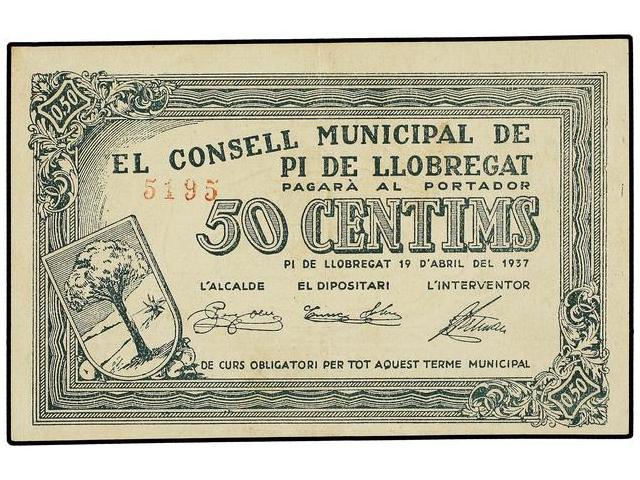 0,50
EL CONSELL MUNICIPAL DE
PI DE LLOBREGAT
5195
PAGARÀ AL PORTADOR
50 CENTIMS
PI DE LLOBREGAT 19 D'ABRIL DEL 1937
L'ALCALDE EL DIPOSITARI L'INTERVENTOR
DE CURS OBLIGATORI PER TOT AQUEST TERME MUNICIPAL
0,50